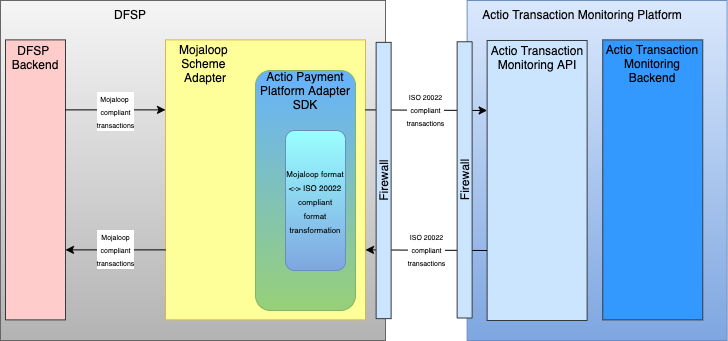 DFSP
Actio Transaction Monitoring Platform
DFSP
Backend
Mojaloop
Scheme
Adapter
Actio Payment
Platform Adapter
SDK
Mojaloop format
<-> ISO 20022
compliant
format
transformation
Mojaloop
compliant
transactions
Mojaloop
compliant
transactions
Firewall
ISO 20022
compliant
transactions
ISO 20022
compliant
transactions
Firewall
Actio Transaction
Monitoring API
Actio Transaction
Monitoring
Backend